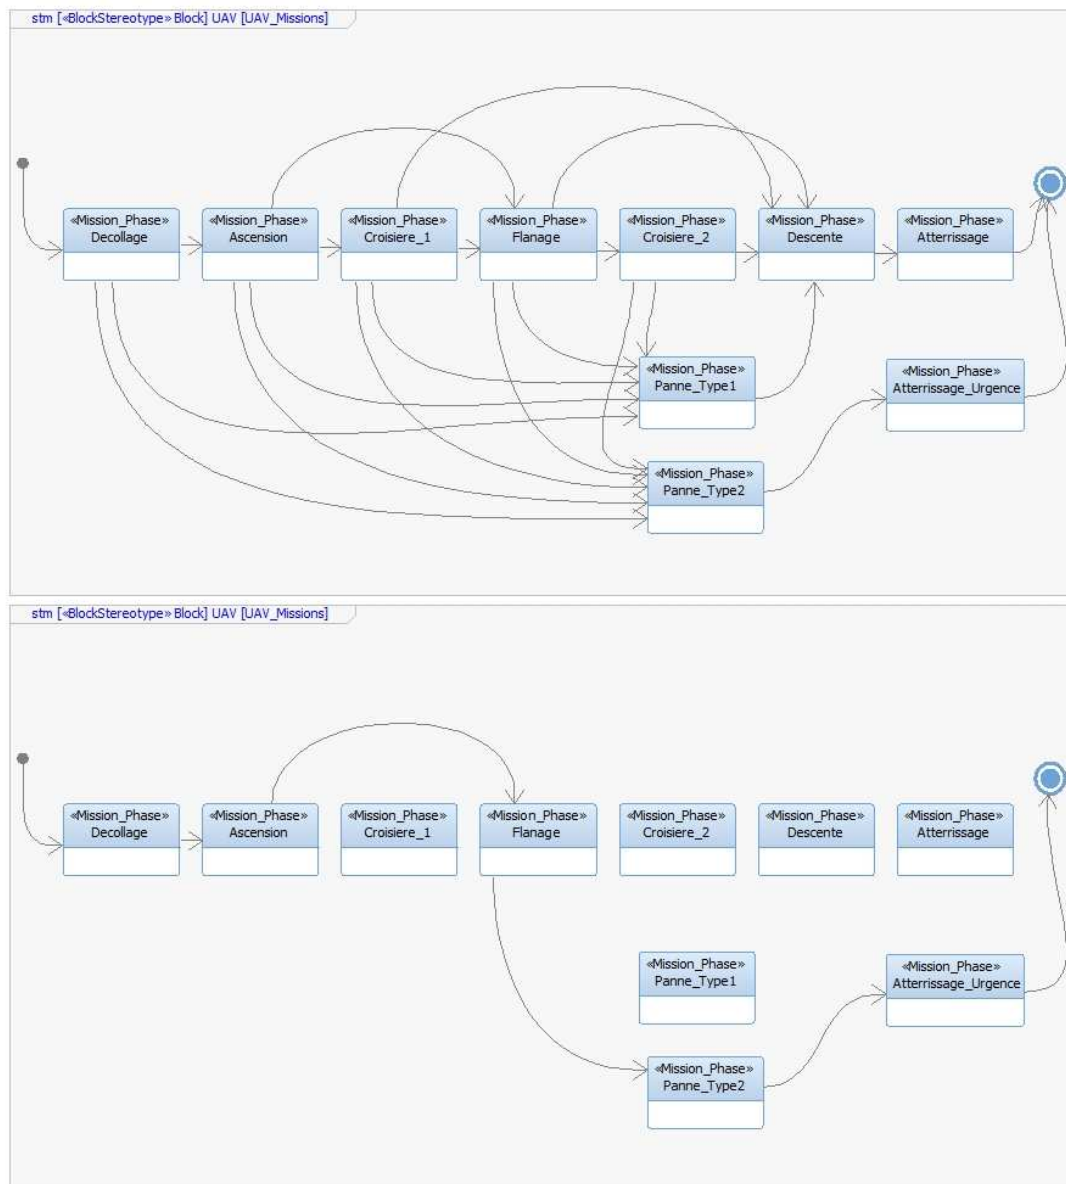 stm [«BlockStereotype» Block] UAV [UAV_Missions]
«Mission_Phase»
Decollage
«Mission_Phase»
Ascension
«Mission_Phase»
Croisiere_1
«Mission_Phase»
Flanage
«Mission_Phase»
Croisiere_2
«Mission_Phase»
Descente
«Mission_Phase»
Atterrissage
«Mission_Phase»
Panne_Type1
«Mission_Phase»
Atterrissage_Urgence
«Mission_Phase»
Panne_Type2
stm [«BlockStereotype» Block] UAV [UAV_Missions]
«Mission_Phase»
Decollage
«Mission_Phase»
Ascension
«Mission_Phase»
Croisiere_1
«Mission_Phase»
Flanage
«Mission_Phase»
Croisiere_2
«Mission_Phase»
Descente
«Mission_Phase»
Atterrissage
«Mission_Phase»
Panne_Type1
«Mission_Phase»
Atterrissage_Urgence
«Mission_Phase»
Panne_Type2